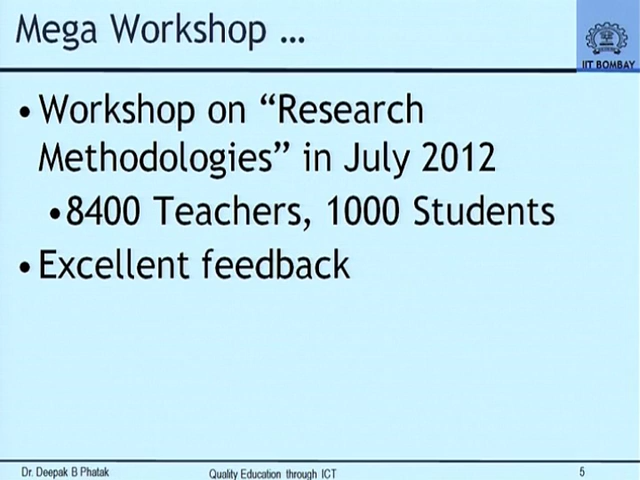 Mega Workshop ...
IIT BOMBAY
• Workshop on “Research
Methodologies” in July 2012
• 8400 Teachers, 1000 Students
• Excellent feedback
Dr. Deepak B Phatak
Quality Education through ICT
5